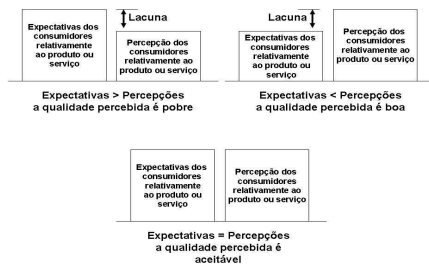 Expectativas dos
consumidores
relativamente
ao produto ou
serviço
Lacuna
Percepção dos
consumidores
relativamente ao
produto ou serviço
Expectativas > Percepções
a qualidade percebida é pobre
Lacuna
Expectativas dos
consumidores
relativamente
ao produto ou
serviço
Percepção dos
consumidores
relativamente ao
produto ou serviço
Expectativas < Percepções
a qualidade percebida é boa
Expectativas dos
consumidores
relativamente
ao produto ou
serviço
Percepção dos
consumidores
relativamente ao
produto ou serviço
Expectativas = Percepções
a qualidade percebida é
aceitável